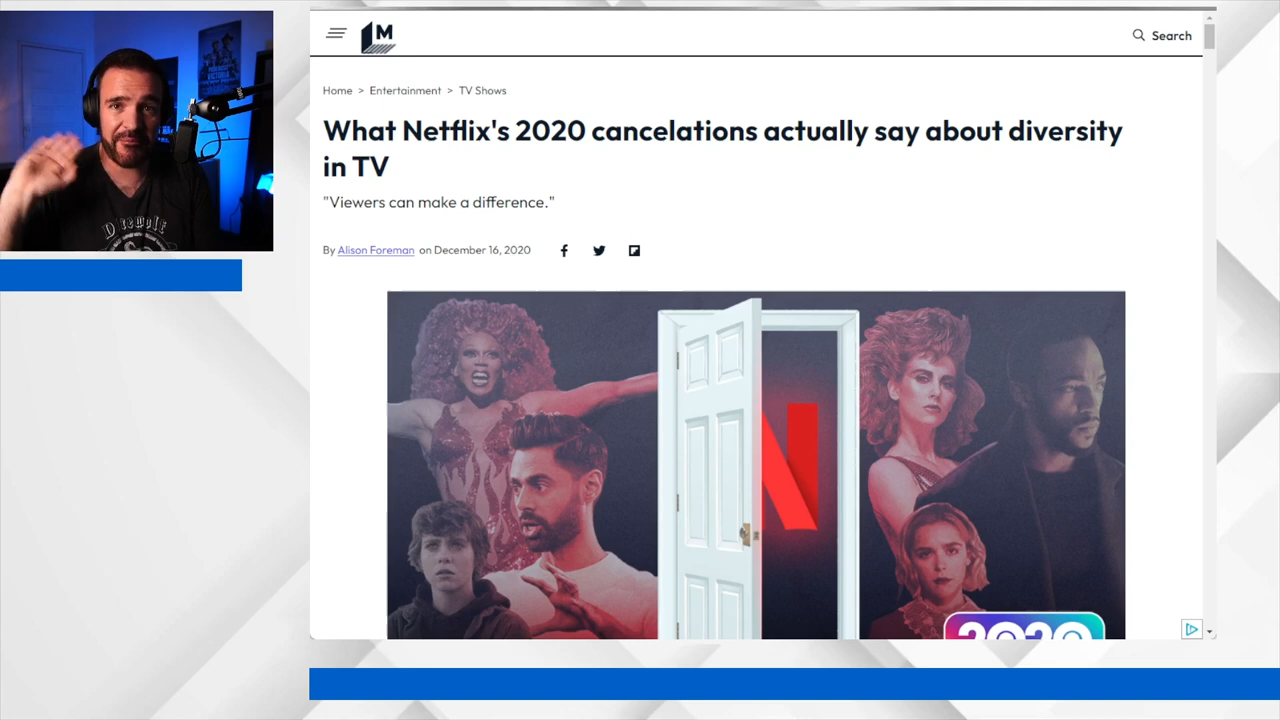 M
Search
Home > Entertainment > TV Shows
What Netflix's 2020 cancelations actually say about diversity
in TV
"Viewers can make a difference."
By Alison Foreman on December 16, 2020
N
2020